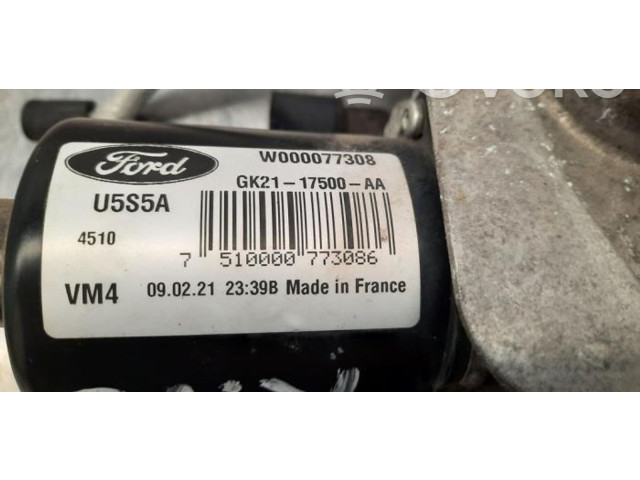 Ford
W000077308
GK21-17500-AA
U5S5A
4510
7 510000 773086
VM4 09.02.21 23:39B Made in France